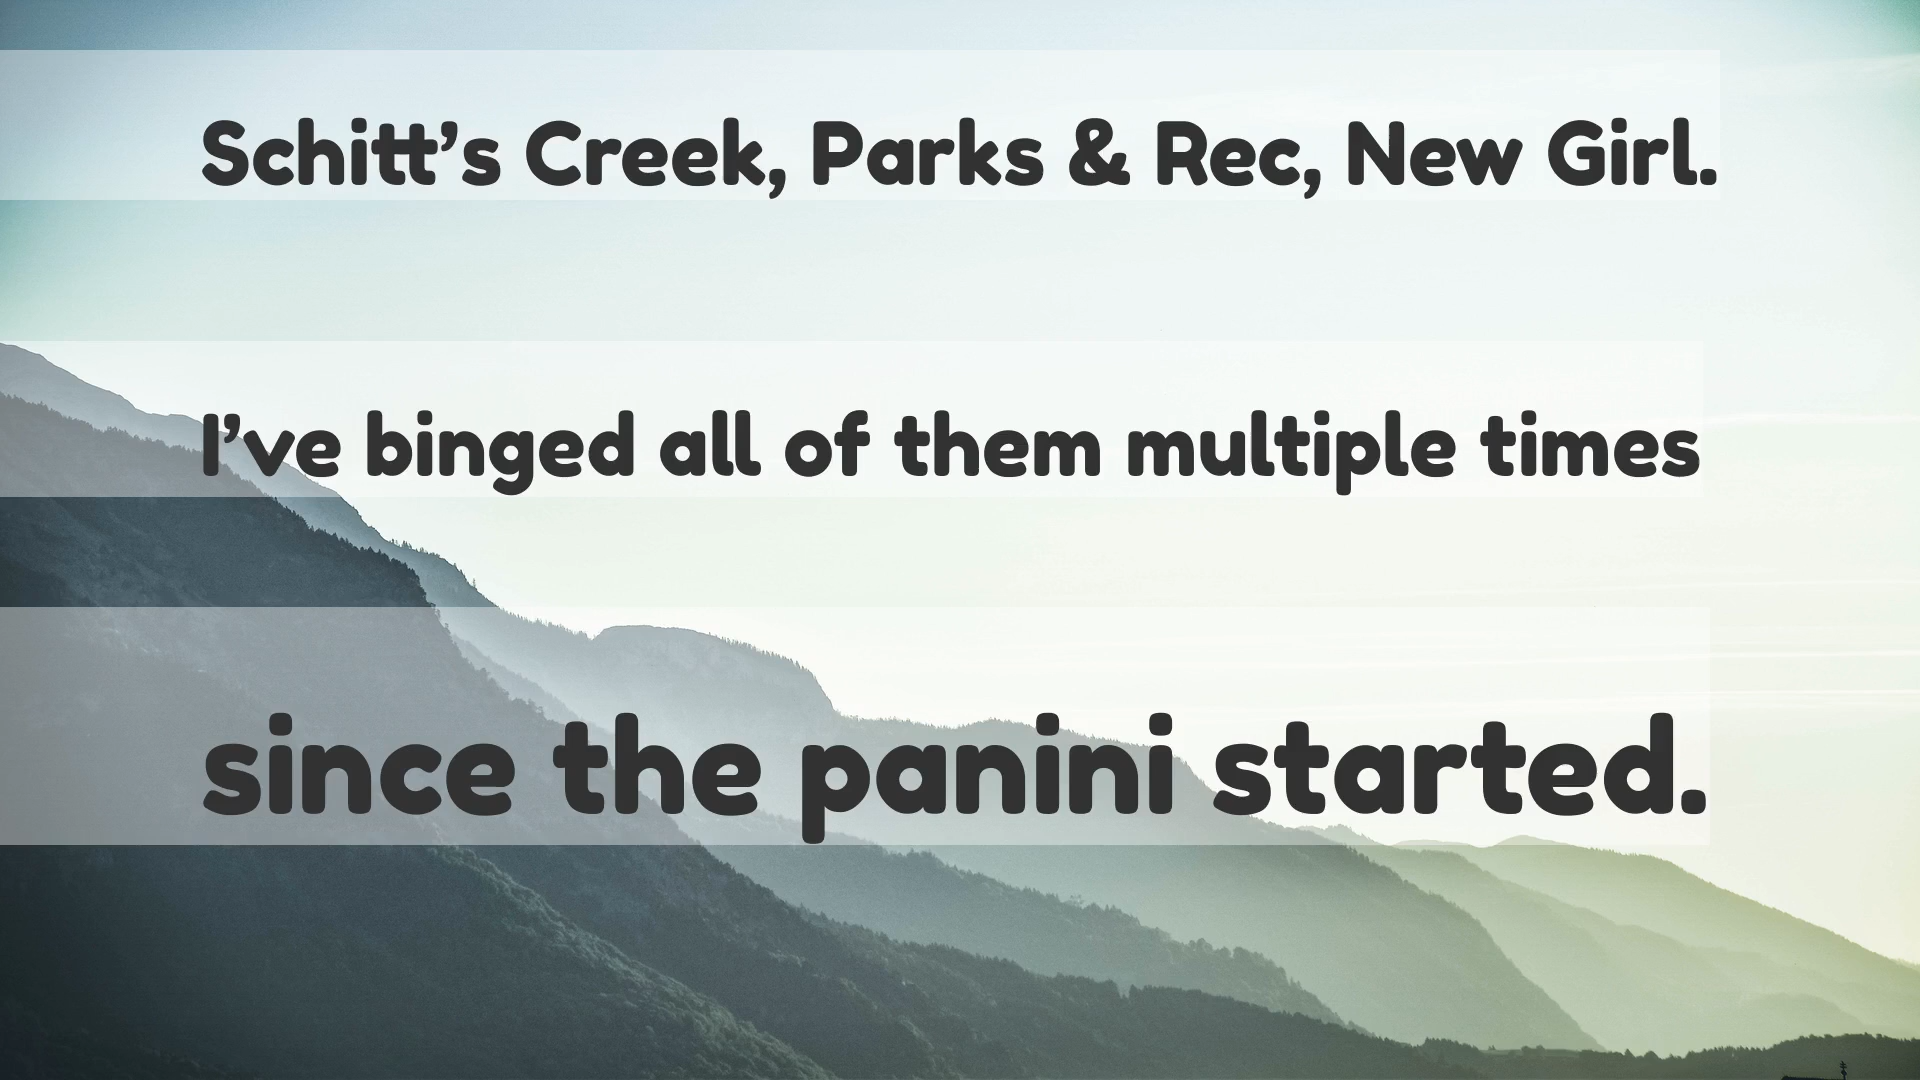 Schitt’s Creek, Parks & Rec, New Girl.
I’ve binged all of them multiple times
since the panini started.